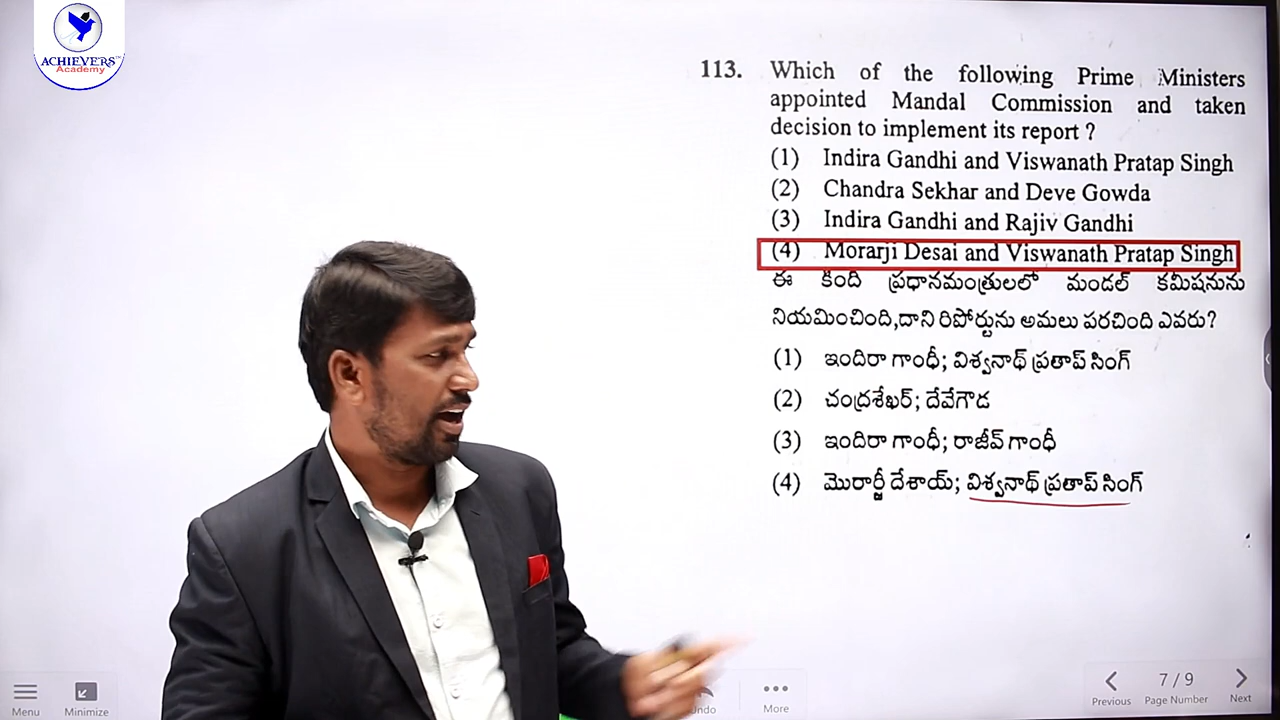 ACHIEVERS™
Academy
113. Which of the following Prime Ministers
appointed Mandal Commission and taken
decision to implement its report ?
(1) Indira Gandhi and Viswanath Pratap Singh
(2) Chandra Sekhar and Deve Gowda
(3) Indira Gandhi and Rajiv Gandhi
(4) Morarji Desai and Viswanath Pratap Singh
ఈ కింది ప్రధానమంత్రులలో మండల్ కమీషనును
నియమించింది,దాని రిపోర్టును అమలు పరచింది ఎవరు?
(1) ఇందిరా గాంధీ; విశ్వనాథ్ ప్రతాప్ సింగ్
(2) చంద్రశేఖర్; దేవేగౌడ
(3) ఇందిరా గాంధీ; రాజీవ్ గాంధీ
(4) మొరార్జీ దేశాయ్; విశ్వనాథ్ ప్రతాప్ సింగ్
Menu
Minimize
More
Previous
7 / 9
Page Number
Next